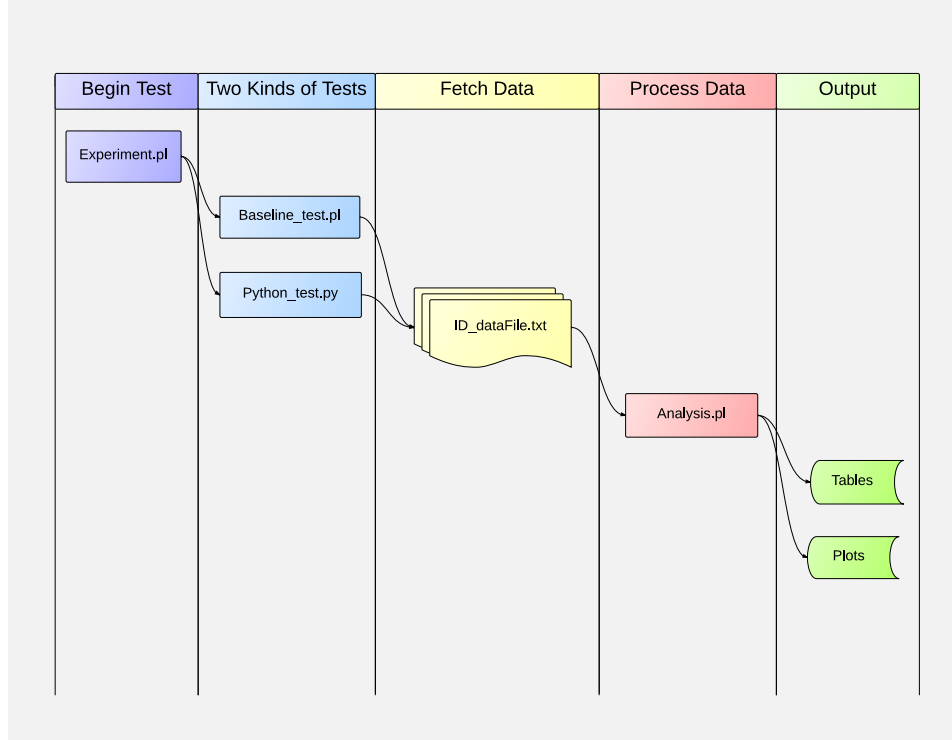 Begin Test
Two Kinds of Tests
Fetch Data
Process Data
Output
Experiment.pl
Baseline_test.pl
Python_test.py
ID_dataFile.txt
Analysis.pl
Tables
Plots